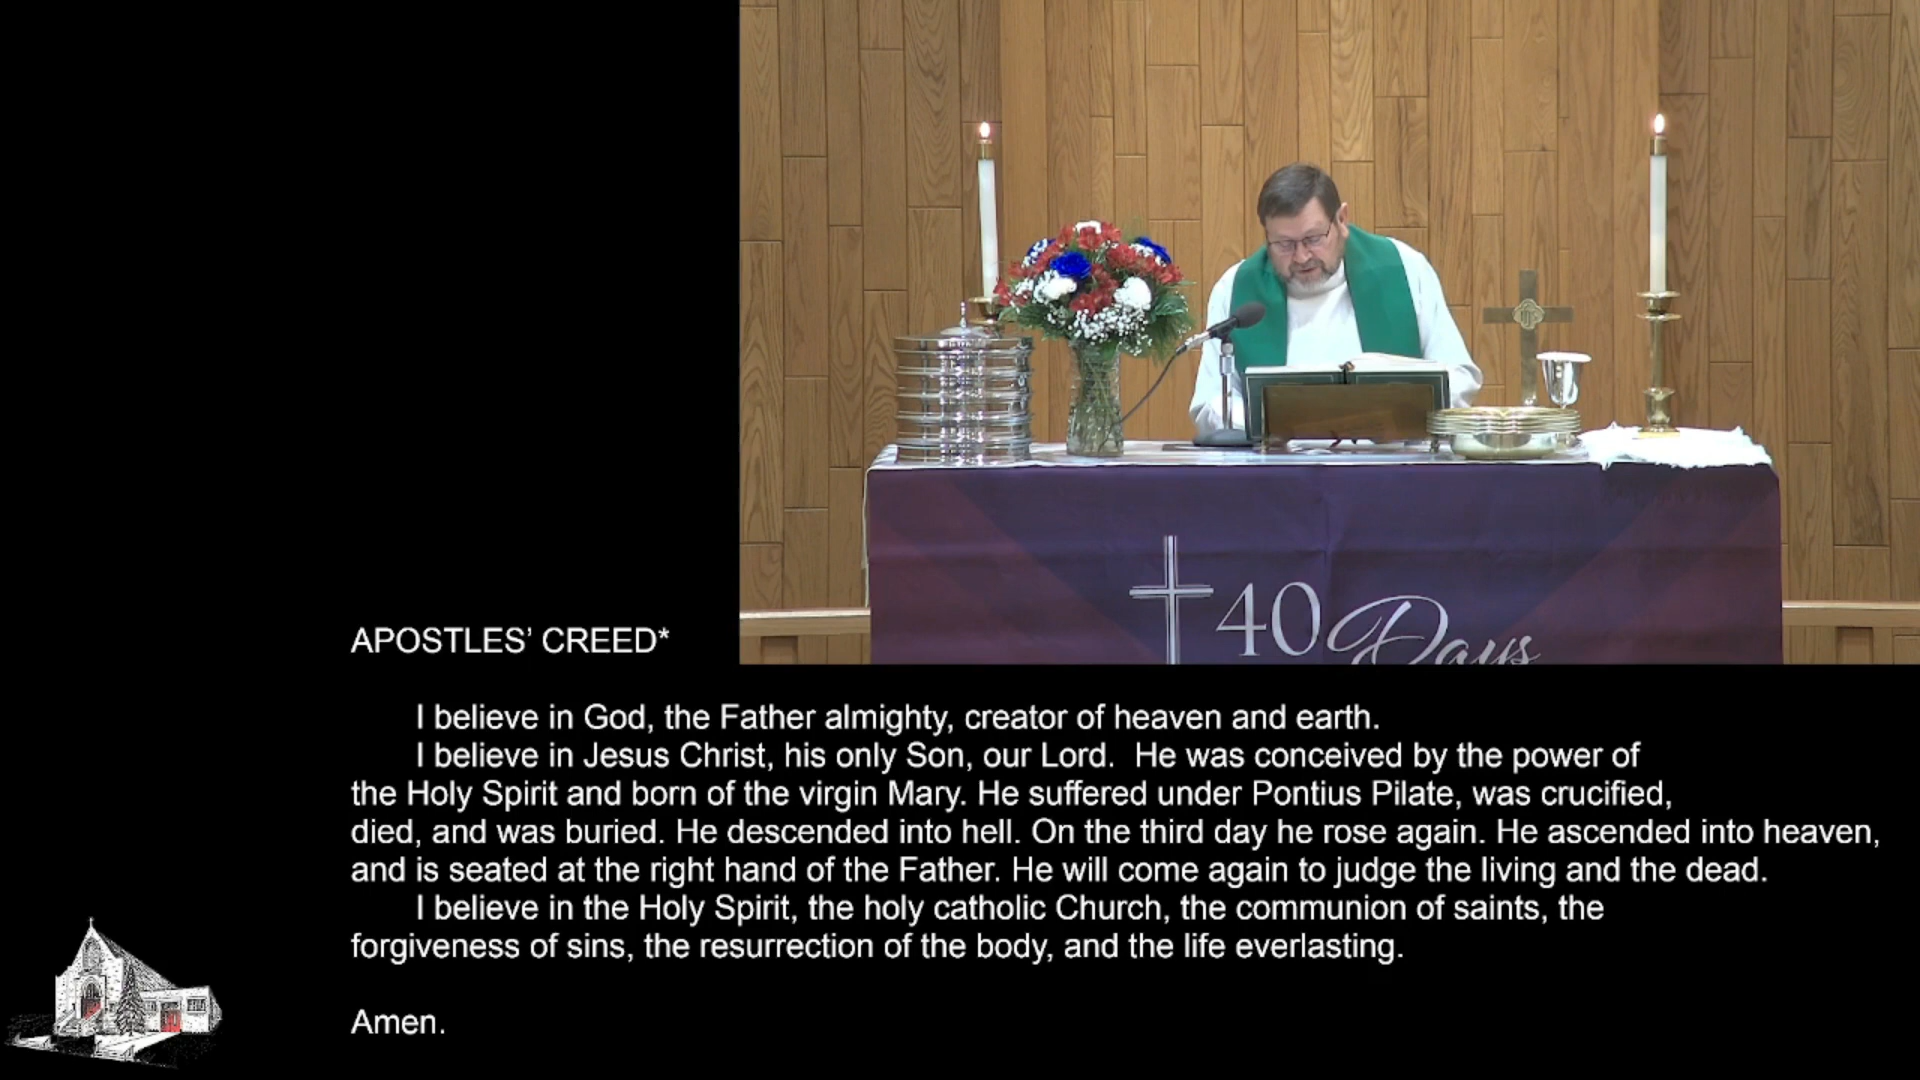 40
Days
APOSTLES’ CREED*
I believe in God, the Father almighty, creator of heaven and earth.
I believe in Jesus Christ, his only Son, our Lord.  He was conceived by the power of
the Holy Spirit and born of the virgin Mary. He suffered under Pontius Pilate, was crucified,
died, and was buried. He descended into hell. On the third day he rose again. He ascended into heaven,
and is seated at the right hand of the Father. He will come again to judge the living and the dead.
I believe in the Holy Spirit, the holy catholic Church, the communion of saints, the
forgiveness of sins, the resurrection of the body, and the life everlasting.
Amen.